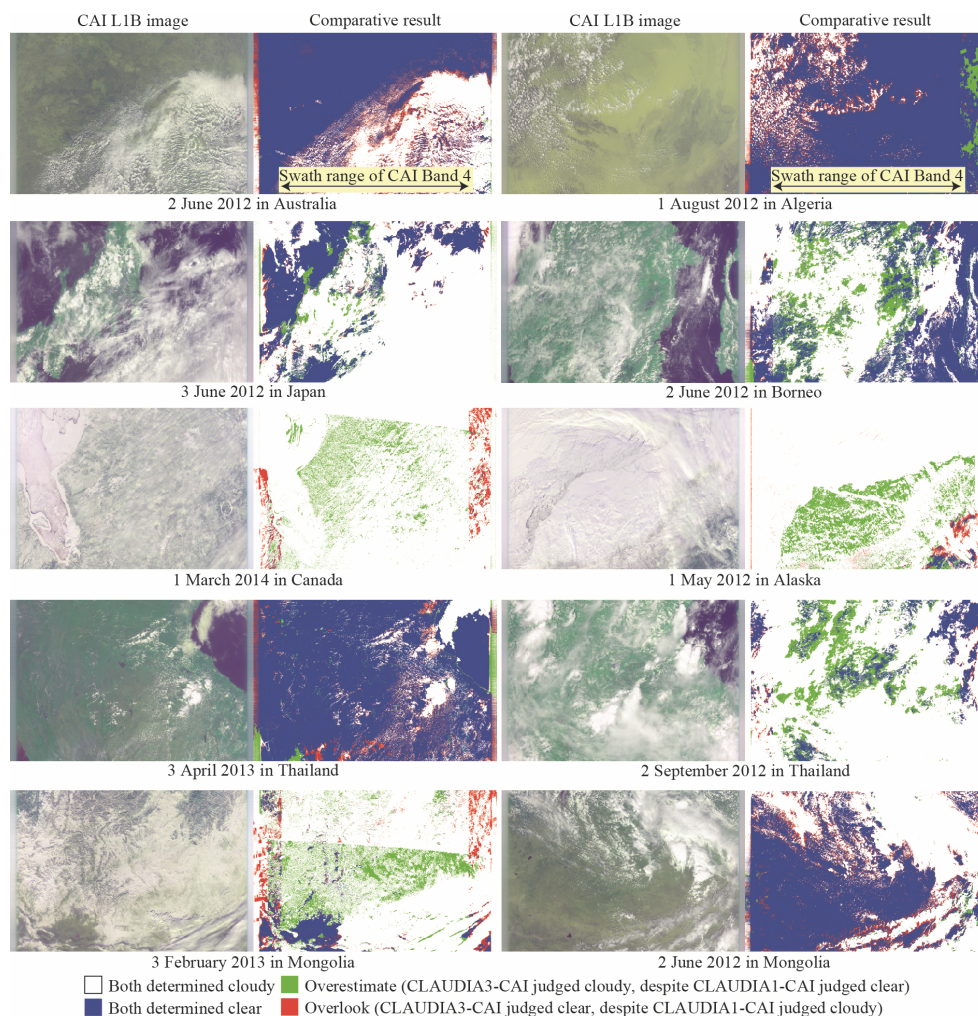 CAI L1B image Comparative result CAI L1B image Comparative result
Swath range of CAI Band 4 Swath range of CAI Band 4
2 June 2012 in Australia 1 August 2012 in Algeria
3 June 2012 in Japan 2 June 2012 in Borneo
1 March 2014 in Canada 1 May 2012 in Alaska
3 April 2013 in Thailand 2 September 2012 in Thailand
3 February 2013 in Mongolia 2 June 2012 in Mongolia
Both determined cloudy Overestimate (CLAUDIA3-CAI judged cloudy, despite CLAUDIA1-CAI judged clear)
Both determined clear Overlook (CLAUDIA3-CAI judged clear, despite CLAUDIA1-CAI judged cloudy)